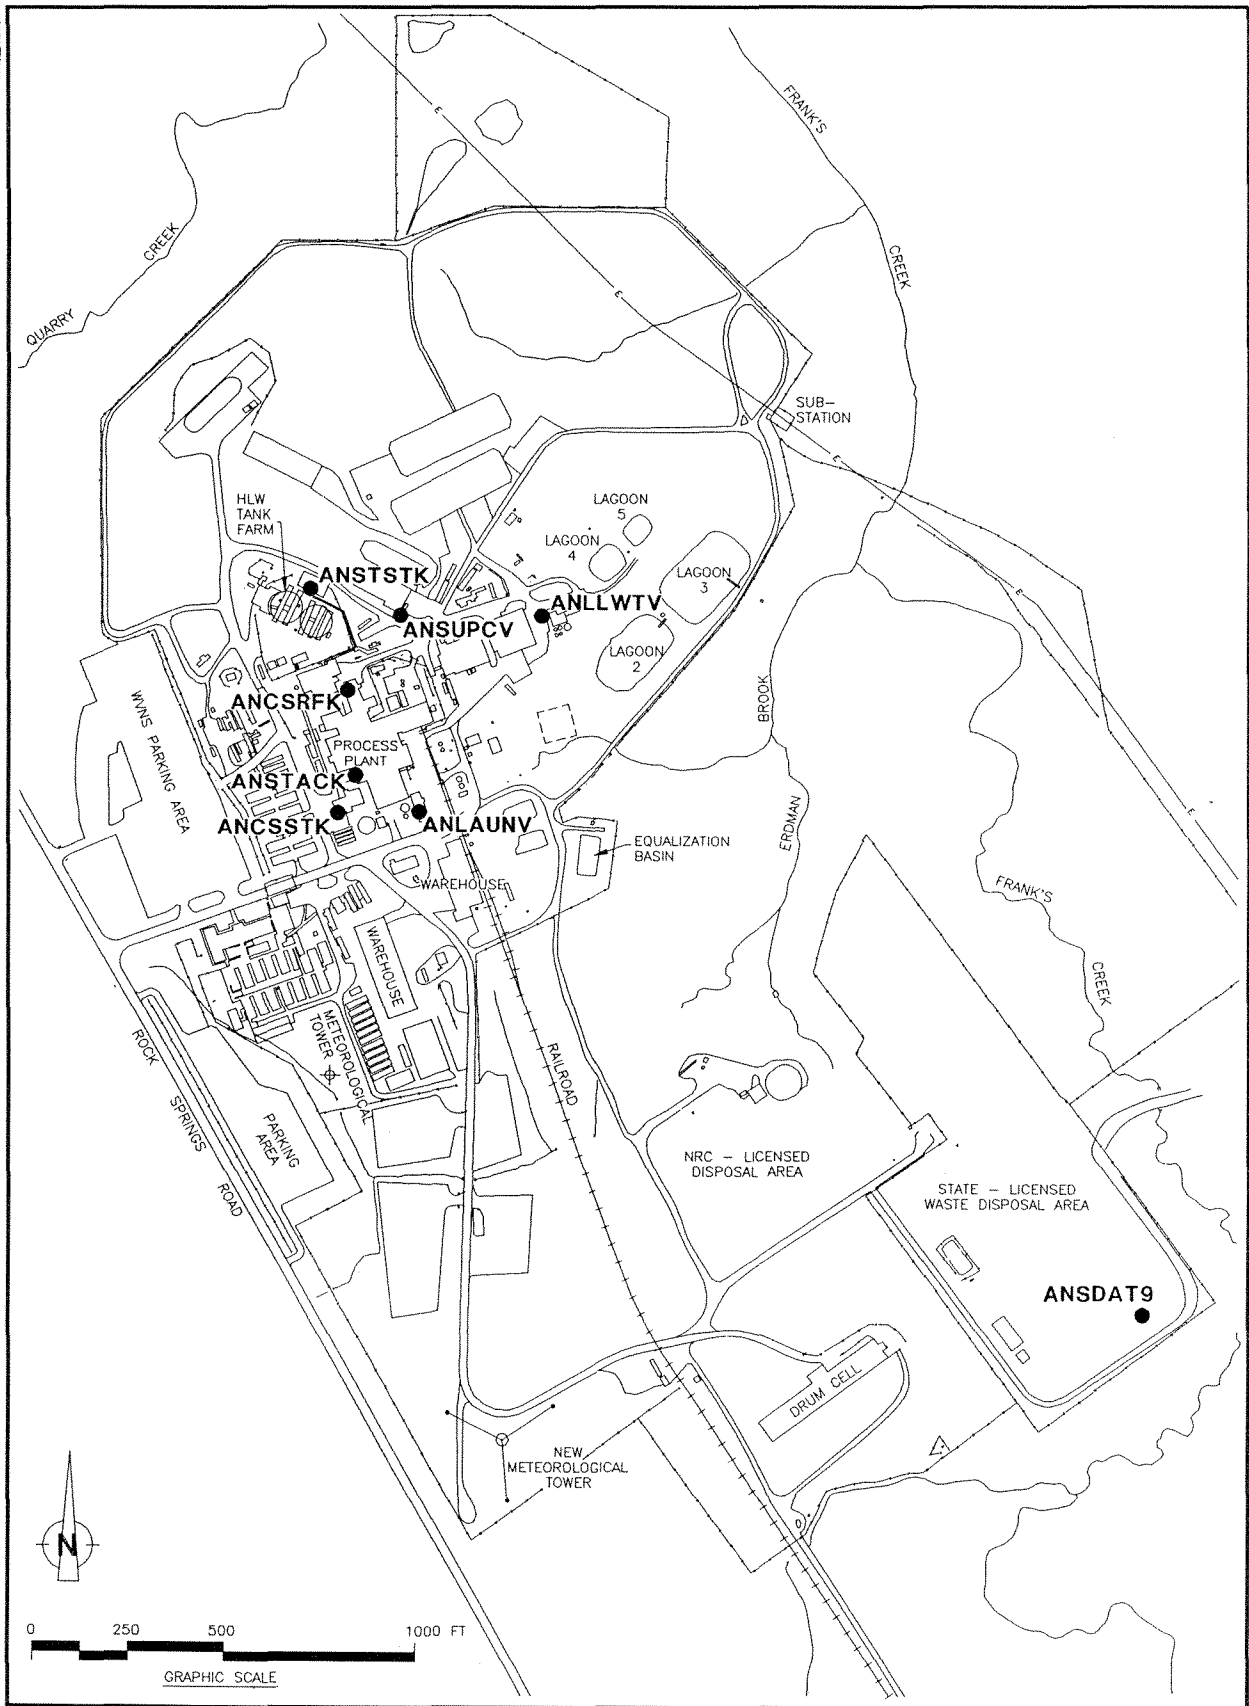 FRANK'S
CREEK
QUARRY
CREEK
E
E
E
E
E
SUB-
STATION
HLW
TANK
FARM
LAGOON
5
LAGOON
4
LAGOON
3
LAGOON
2
ANSTSTK
ANSUPCV
ANLLWTV
ANCSRFK
PROCESS
PLANT
ANSTACK
ANCSSTK
ANLAUNV
WVNS PARKING AREA
BROOK
ERDMAN
EQUALIZATION
BASIN
WAREHOUSE
WAREHOUSE
FRANK'S
CREEK
METEOROLOGICAL
TOWER
ROCK
SPRINGS
ROAD
PARKING
AREA
RAILROAD
NRC – LICENSED
DISPOSAL AREA
STATE – LICENSED
WASTE DISPOSAL AREA
ANSDAT9
DRUM CELL
NEW
METEOROLOGICAL
TOWER
N
0 250 500 1000 FT
GRAPHIC SCALE